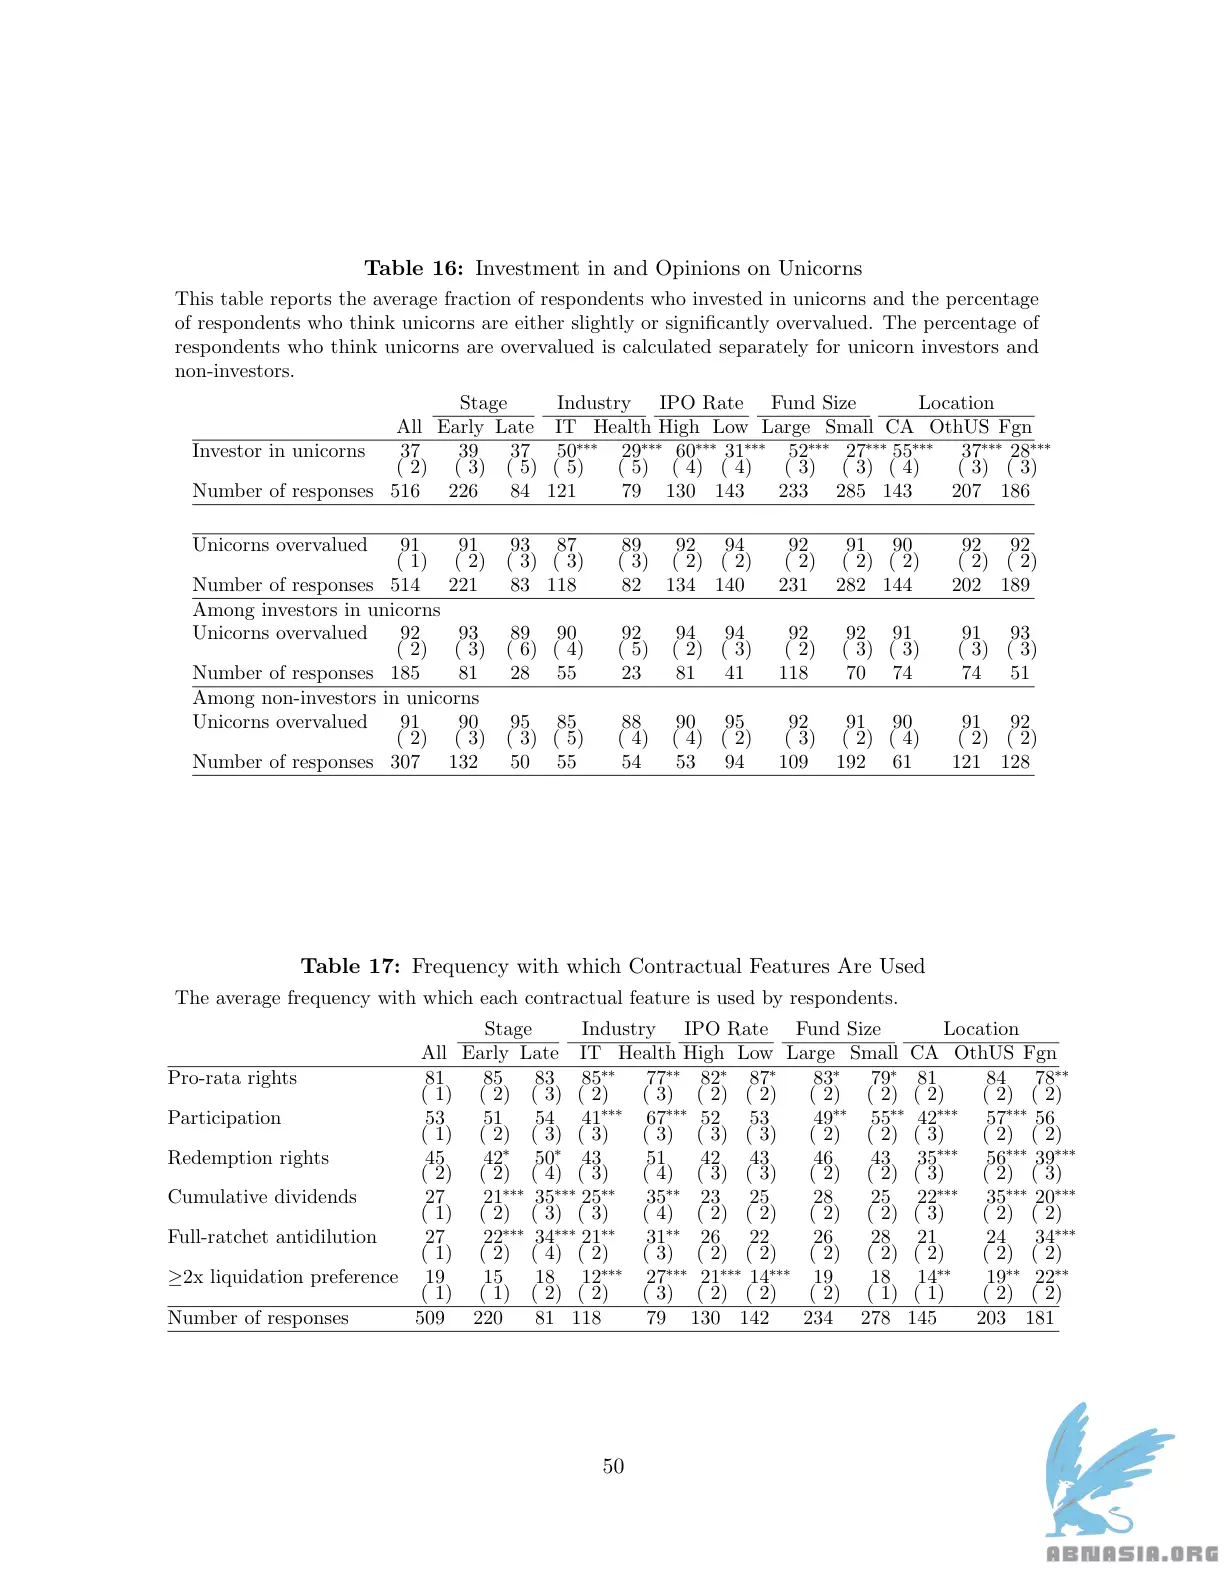 Table 16: Investment in and Opinions on Unicorns
This table reports the average fraction of respondents who invested in unicorns and the percentage
of respondents who think unicorns are either slightly or significantly overvalued. The percentage of
respondents who think unicorns are overvalued is calculated separately for unicorn investors and
non-investors.
Stage Industry IPO Rate Fund Size Location
All Early Late IT Health High Low Large Small CA OthUS Fgn
Investor in unicorns 37 39 37 50*** 29*** 60*** 31*** 52*** 27*** 55*** 37*** 28***
( 2) ( 3) ( 5) ( 5) ( 5) ( 4) ( 4) ( 3) ( 3) ( 4) ( 3) ( 3)
Number of responses 516 226 84 121 79 130 143 233 285 143 207 186
Unicorns overvalued 91 91 93 87 89 92 94 92 91 90 92 92
( 1) ( 2) ( 3) ( 3) ( 3) ( 2) ( 2) ( 2) ( 2) ( 2) ( 2) ( 2)
Number of responses 514 221 83 118 82 134 140 231 282 144 202 189
Among investors in unicorns
Unicorns overvalued 92 93 89 90 92 94 94 92 92 91 91 93
( 2) ( 3) ( 6) ( 4) ( 5) ( 2) ( 3) ( 2) ( 3) ( 3) ( 3) ( 3)
Number of responses 185 81 28 55 23 81 41 118 70 74 74 51
Among non-investors in unicorns
Unicorns overvalued 91 90 95 85 88 90 95 92 91 90 91 92
( 2) ( 3) ( 3) ( 5) ( 4) ( 4) ( 2) ( 3) ( 2) ( 4) ( 2) ( 2)
Number of responses 307 132 50 55 54 53 94 109 192 61 121 128
Table 17: Frequency with which Contractual Features Are Used
The average frequency with which each contractual feature is used by respondents.
Stage Industry IPO Rate Fund Size Location
All Early Late IT Health High Low Large Small CA OthUS Fgn
Pro-rata rights 81 85 83 85** 77** 82* 87* 83* 79* 81 84 78**
( 1) ( 2) ( 3) ( 2) ( 3) ( 2) ( 2) ( 2) ( 2) ( 2) ( 2) ( 2)
Participation 53 51 54 41*** 67*** 52 53 49** 55** 42*** 57*** 56
( 1) ( 2) ( 3) ( 3) ( 3) ( 3) ( 3) ( 2) ( 2) ( 3) ( 2) ( 2)
Redemption rights 45 42* 50* 43 51 42 43 46 43 35*** 56*** 39***
( 2) ( 2) ( 4) ( 3) ( 4) ( 3) ( 3) ( 2) ( 2) ( 3) ( 2) ( 3)
Cumulative dividends 27 21*** 35*** 25** 35** 23 25 28 25 22*** 35*** 20***
( 1) ( 2) ( 3) ( 3) ( 4) ( 2) ( 2) ( 2) ( 2) ( 3) ( 2) ( 2)
Full-ratchet antidilution 27 22*** 34*** 21** 31** 26 22 26 28 21 24 34***
( 1) ( 2) ( 4) ( 2) ( 3) ( 2) ( 2) ( 2) ( 2) ( 2) ( 2) ( 2)
≥2x liquidation preference 19 15 18 12*** 27*** 21*** 14*** 19 18 14** 19** 22**
( 1) ( 1) ( 2) ( 2) ( 3) ( 2) ( 2) ( 2) ( 1) ( 1) ( 2) ( 2)
Number of responses 509 220 81 118 79 130 142 234 278 145 203 181
50
ABNASIA.ORG